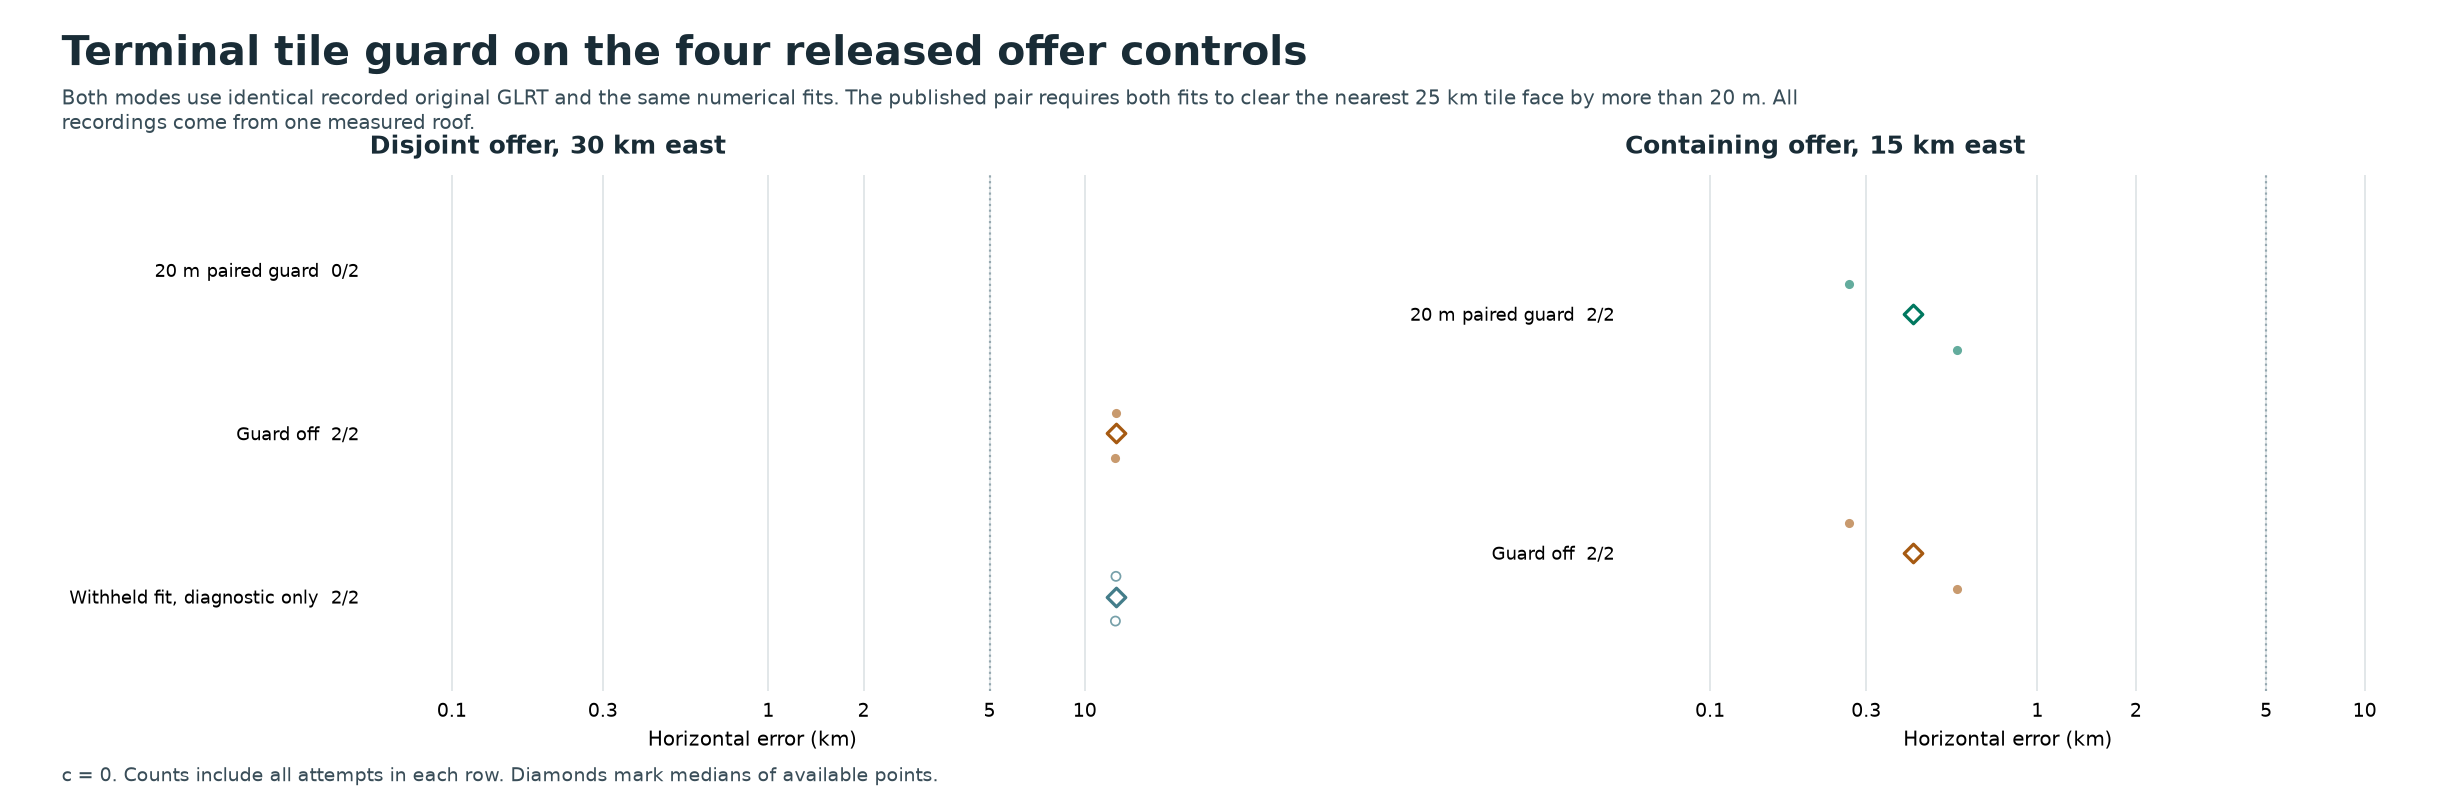 Terminal tile guard on the four released offer controls
Both modes use identical recorded original GLRT and the same numerical fits. The published pair requires both fits to clear the nearest 25 km tile face by more than 20 m. All
recordings come from one measured roof.
Disjoint offer, 30 km east
20 m paired guard  0/2
Guard off  2/2
Withheld fit, diagnostic only  2/2
0.1 0.3 1 2 5 10
Horizontal error (km)
Containing offer, 15 km east
20 m paired guard  2/2
Guard off  2/2
0.1 0.3 1 2 5 10
Horizontal error (km)
c = 0. Counts include all attempts in each row. Diamonds mark medians of available points.